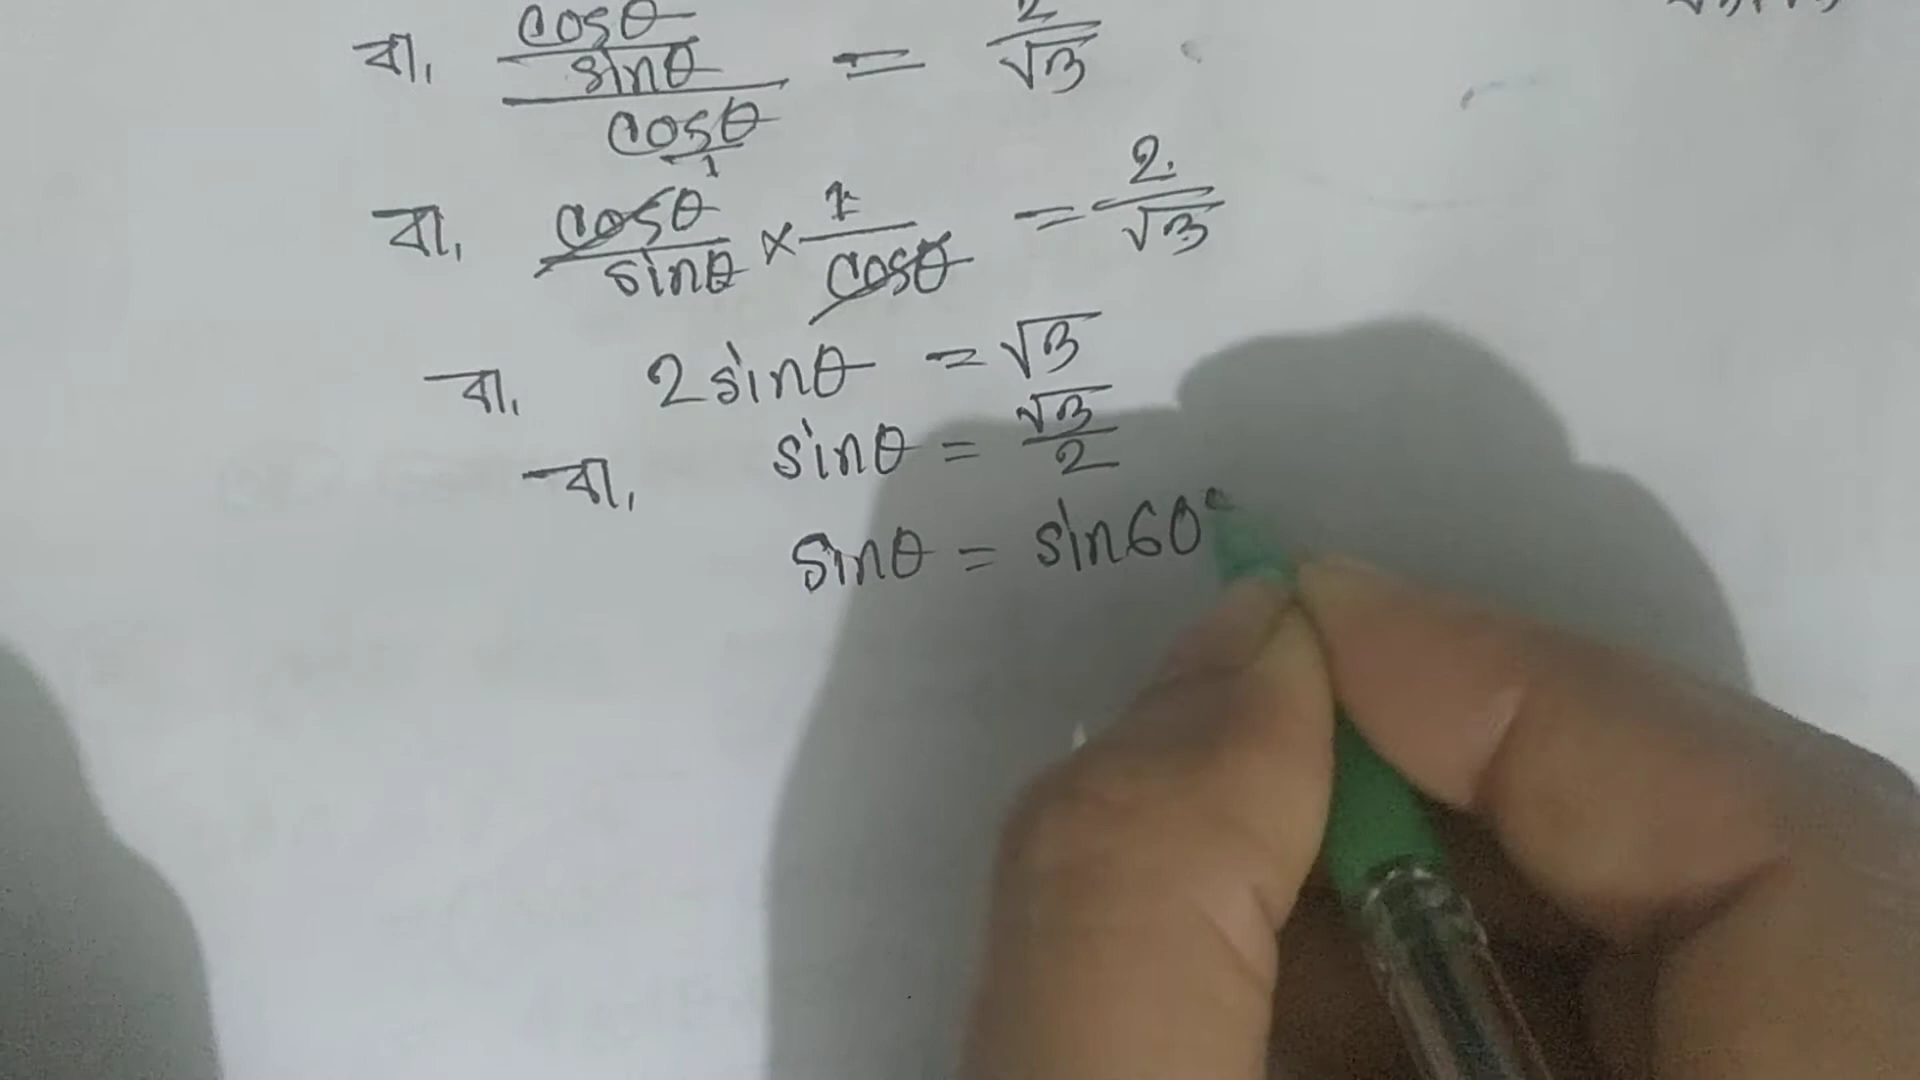 বা, cosθ/sinθ/cosθ/1 = 2/√3
বা, cosθ/sinθ × 1/cosθ = 2/√3
বা, 2sinθ = √3
বা, sinθ = √3/2
sinθ = sin60°